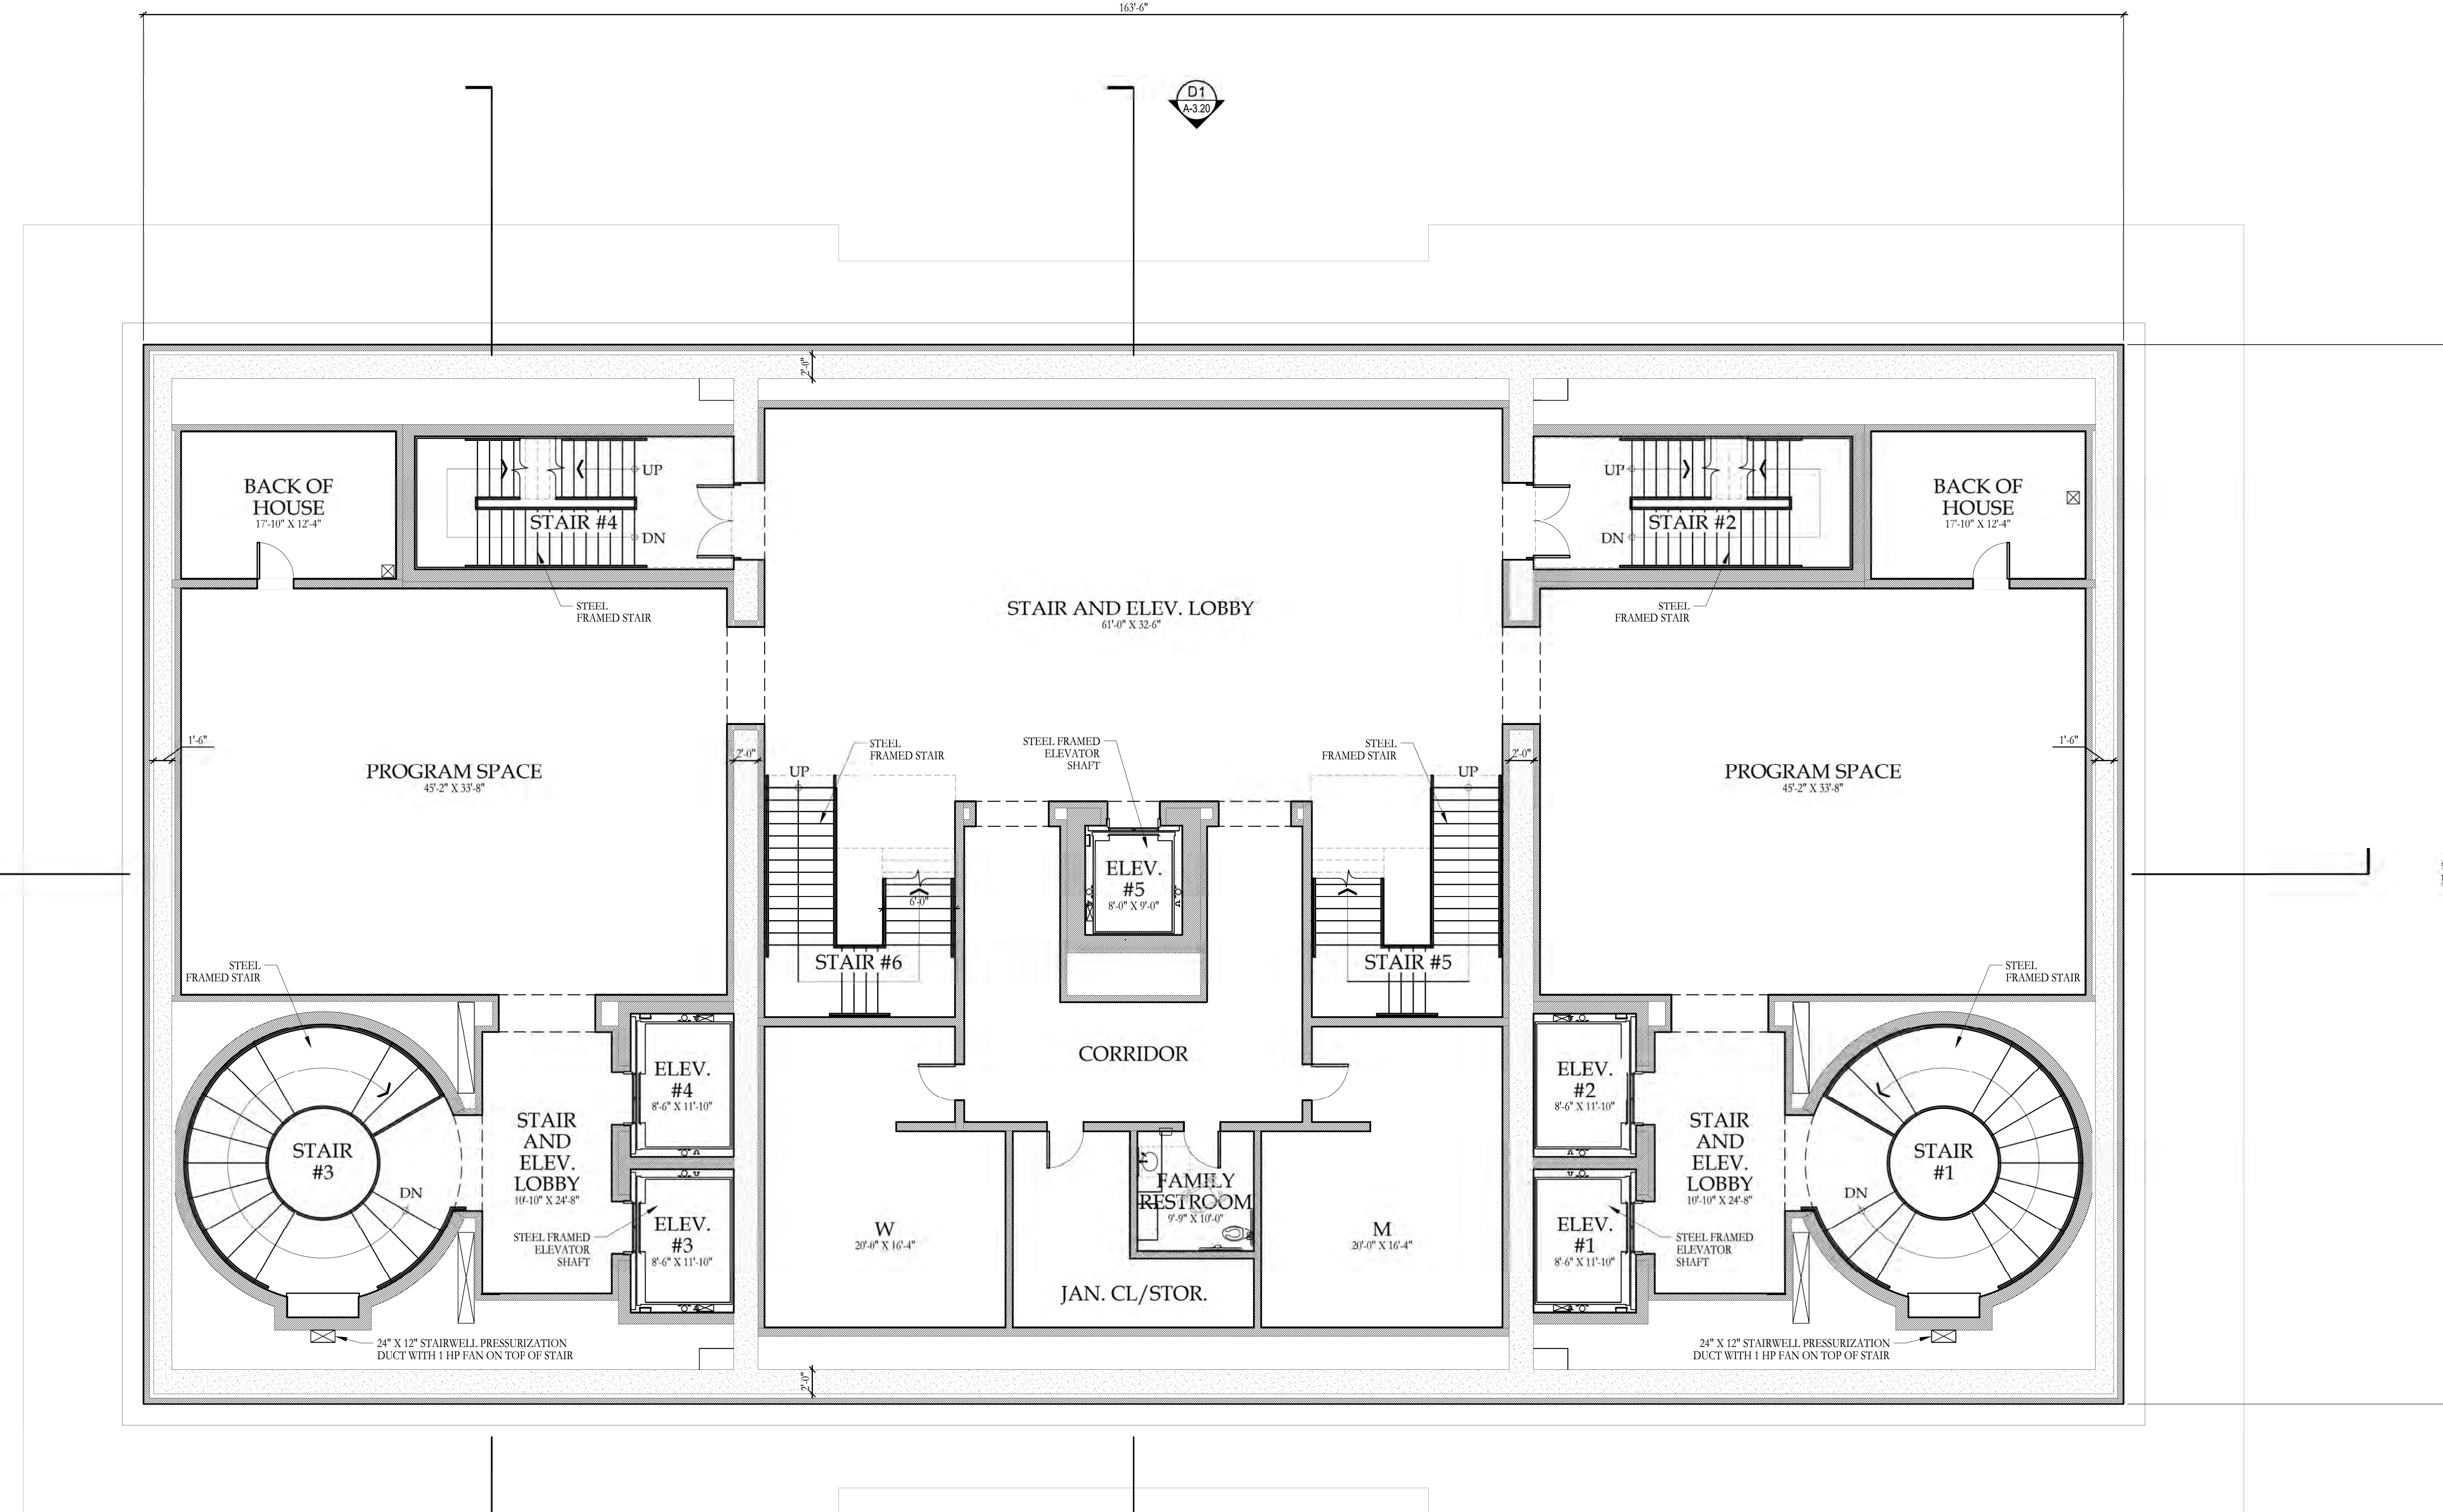 163'-6"
D1
A-3.20
2'-0"
BACK OF
HOUSE
17'-10" X 12'-4"
UP
STAIR #4
DN
STEEL
FRAMED STAIR
STAIR AND ELEV. LOBBY
61'-0" X 32-6"
UP
STAIR #2
DN
STEEL
FRAMED STAIR
BACK OF
HOUSE
17'-10" X 12'-4"
1'-6"
PROGRAM SPACE
45'-2" X 33'-8"
2'-0"
UP
STEEL
FRAMED STAIR
6'-0"
STAIR #6
STEEL FRAMED
ELEVATOR
SHAFT
ELEV.
#5
8'-0" X 9'-0"
STEEL
FRAMED STAIR
UP
STAIR #5
2'-0"
PROGRAM SPACE
45'-2" X 33'-8"
1'-6"
STEEL
FRAMED STAIR
STAIR
#3
DN
STAIR
AND
ELEV.
LOBBY
10'-10" X 24'-8"
ELEV.
#4
8'-6" X 11'-10"
ELEV.
#3
8'-6" X 11'-10"
STEEL FRAMED
ELEVATOR
SHAFT
24" X 12" STAIRWELL PRESSURIZATION
DUCT WITH 1 HP FAN ON TOP OF STAIR
CORRIDOR
W
20'-0" X 16'-4"
FAMILY
RESTROOM
9'-9" X 10'-0"
JAN. CL/STOR.
M
20'-0" X 16'-4"
2'-0"
ELEV.
#2
8'-6" X 11'-10"
ELEV.
#1
8'-6" X 11'-10"
STAIR
AND
ELEV.
LOBBY
10'-10" X 24'-8"
STEEL FRAMED
ELEVATOR
SHAFT
STEEL
FRAMED STAIR
STAIR
#1
DN
24" X 12" STAIRWELL PRESSURIZATION
DUCT WITH 1 HP FAN ON TOP OF STAIR